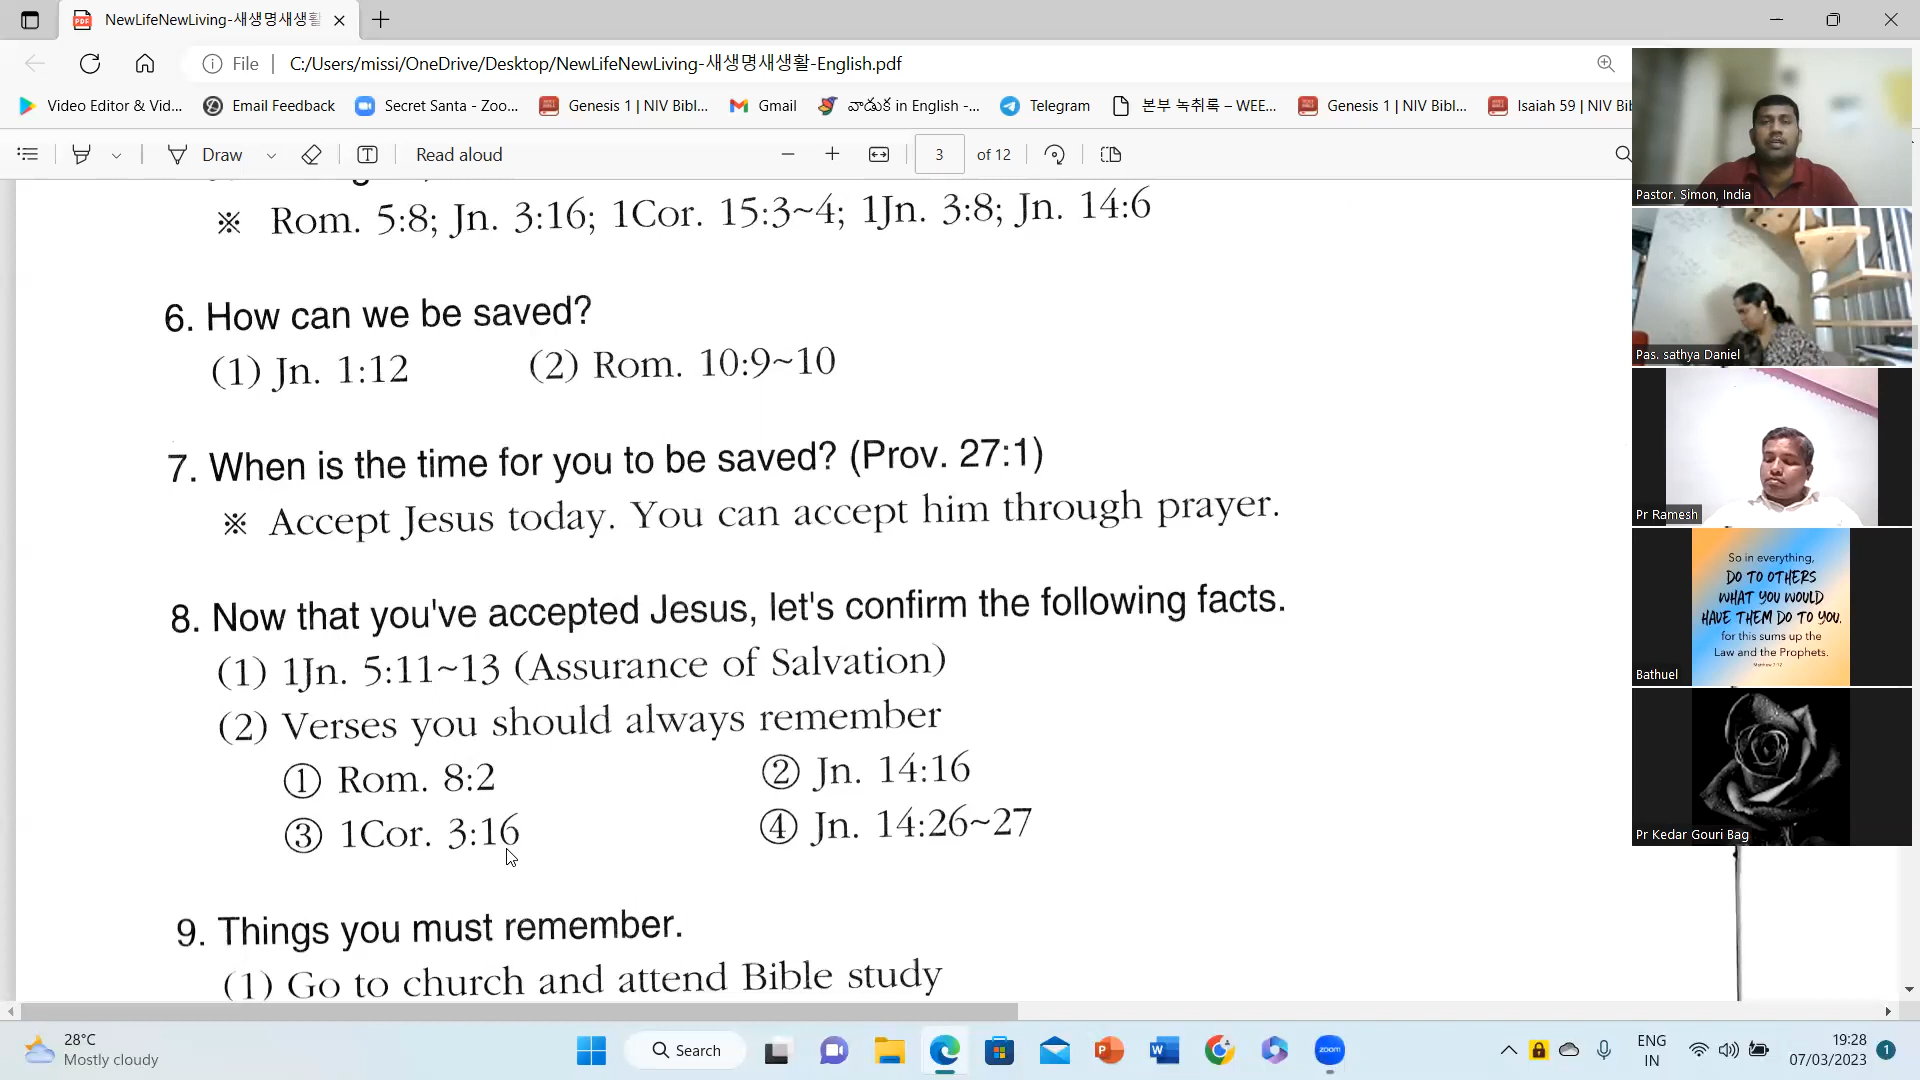 NewLifeNewLiving-새생명새생활
File
C:/Users/missi/OneDrive/Desktop/NewLifeNewLiving-새생명새생활-English.pdf
Video Editor & Vid...
Email Feedback
Secret Santa - Zoo...
Genesis 1 | NIV Bibl...
Gmail
వాడుక in English -...
Telegram
본부 녹취록 – WEE...
Genesis 1 | NIV Bibl...
Isaiah 59 | NIV Bib
Draw
Read aloud
3 of 12
※ Rom. 5:8; Jn. 3:16; 1Cor. 15:3~4; 1Jn. 3:8; Jn. 14:6
6. How can we be saved?
(1) Jn. 1:12 (2) Rom. 10:9~10
7. When is the time for you to be saved? (Prov. 27:1)
※ Accept Jesus today. You can accept him through prayer.
8. Now that you've accepted Jesus, let's confirm the following facts.
(1) 1Jn. 5:11~13 (Assurance of Salvation)
(2) Verses you should always remember
① Rom. 8:2 ② Jn. 14:16
③ 1Cor. 3:16 ④ Jn. 14:26~27
9. Things you must remember.
(1) Go to church and attend Bible study
Pastor. Simon, India
Pas. sathya Daniel
Pr Ramesh
So in everything,
DO TO OTHERS
WHAT YOU WOULD
HAVE THEM DO TO YOU.
for this sums up the
Law and the Prophets.
Matthew 7:12
Bathuel
Pr Kedar Gouri Bag
28°C
Mostly cloudy
Search
zoom
ENG
IN
19:28
07/03/2023
1